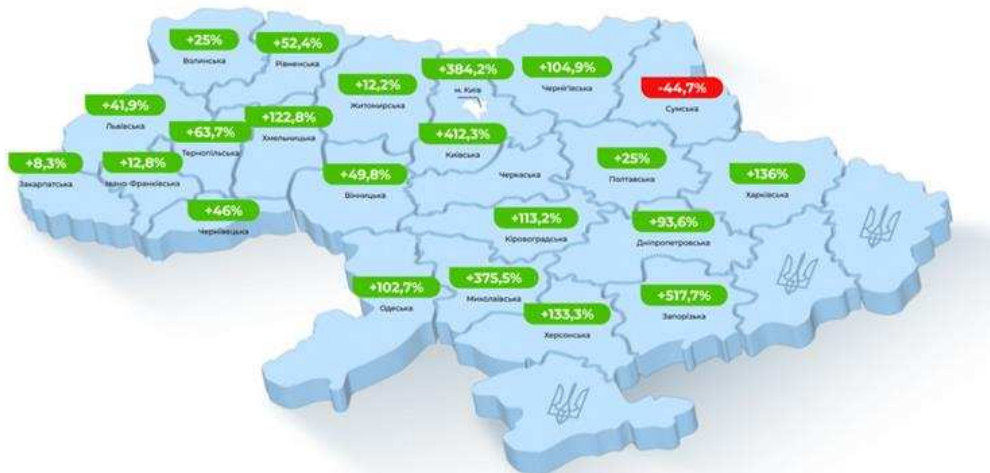 +25%
Волинська
+52,4%
Рівненська
+12,2%
Житомирська
+384,2%
м. Київ
+104,9%
Чернігівська
-44,7%
Сумська
+41,9%
Львівська
+63,7%
Тернопільська
+122,8%
Хмельницька
+412,3%
Київська
+8,3%
Закарпатська
+12,8%
Івано-Франківська
+49,8%
Вінницька
Черкаська
+25%
Полтавська
+136%
Харківська
+46%
Чернівецька
+113,2%
Кіровоградська
+93,6%
Дніпропетровська
+102,7%
Одеська
+375,5%
Миколаївська
+133,3%
Херсонська
+517,7%
Запорізька